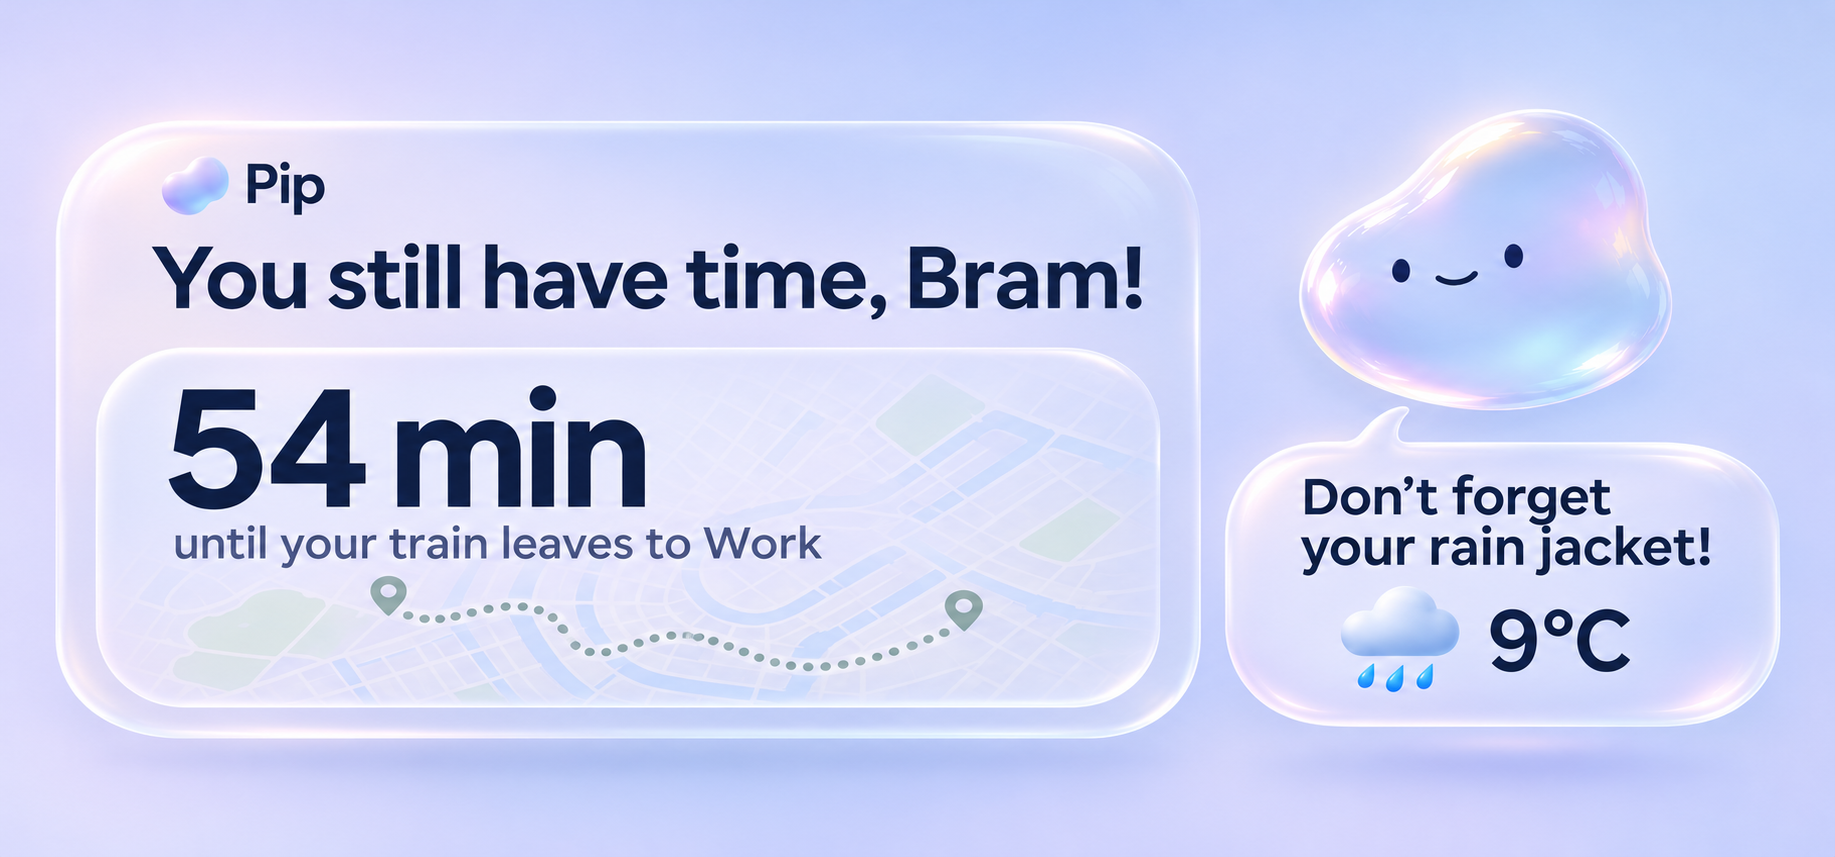 Pip
You still have time, Bram!
54 min
until your train leaves to Work
Don’t forget
your rain jacket!
9°C